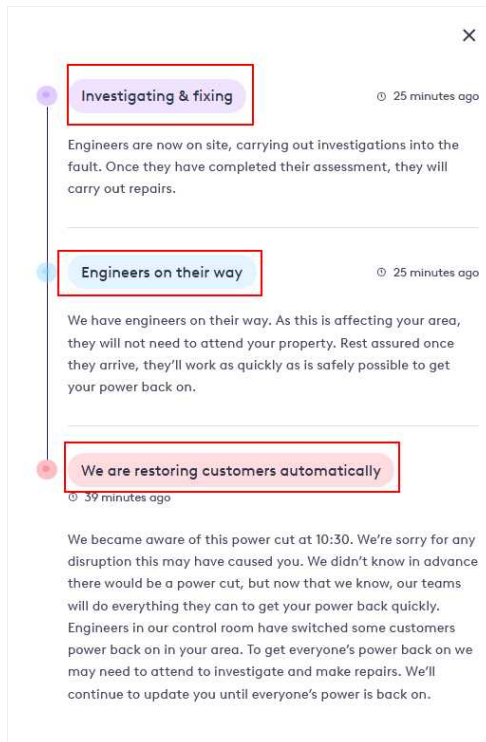 Investigating & fixing
25 minutes ago
Engineers are now on site, carrying out investigations into the
fault. Once they have completed their assessment, they will
carry out repairs.
Engineers on their way
25 minutes ago
We have engineers on their way. As this is affecting your area,
they will not need to attend your property. Rest assured once
they arrive, they’ll work as quickly as is safely possible to get
your power back on.
We are restoring customers automatically
39 minutes ago
We became aware of this power cut at 10:30. We’re sorry for any
disruption this may have caused you. We didn’t know in advance
there would be a power cut, but now that we know, our teams
will do everything they can to get your power back quickly.
Engineers in our control room have switched some customers
power back on in your area. To get everyone’s power back on we
may need to attend to investigate and make repairs. We’ll
continue to update you until everyone’s power is back on.